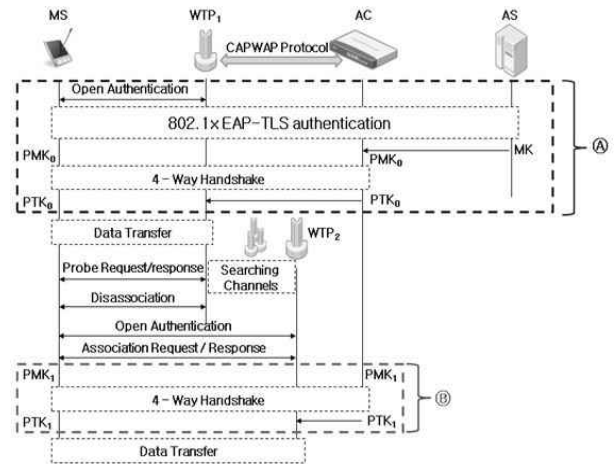 MS WTP₁ AC AS
CAPWAP Protocol
Open Authentication
802.1x EAP-TLS authentication
Ⓐ
PMK₀ PMK₀ MK
4 - Way Handshake
PTK₀ PTK₀
Data Transfer
WTP₂
Probe Request/response
Searching
Channels
Disassociation
Open Authentication
Association Request / Response
PMK₁ PMK₁
4 - Way Handshake
Ⓑ
PTK₁ PTK₁
Data Transfer